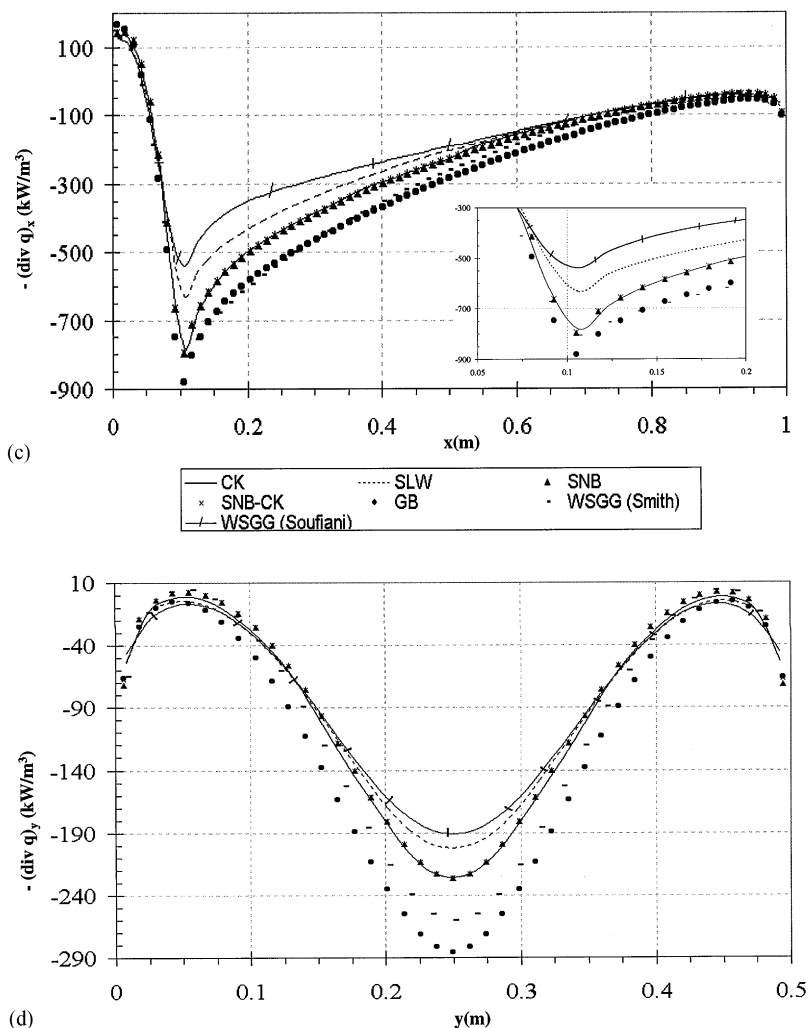 100
-100
-300
-500
-700
-900
- (div q)x (kW/m³)
-300
-500
-700
-900
0.05 0.1 0.15 0.2
0 0.2 0.4 0.6 0.8 1
x(m)
(c)
CK SLW SNB
SNB-CK GB WSGG (Smith)
WSGG (Soufiani)
10
-40
-90
-140
-190
-240
-290
- (div q)y (kW/m³)
0 0.1 0.2 0.3 0.4 0.5
y(m)
(d)